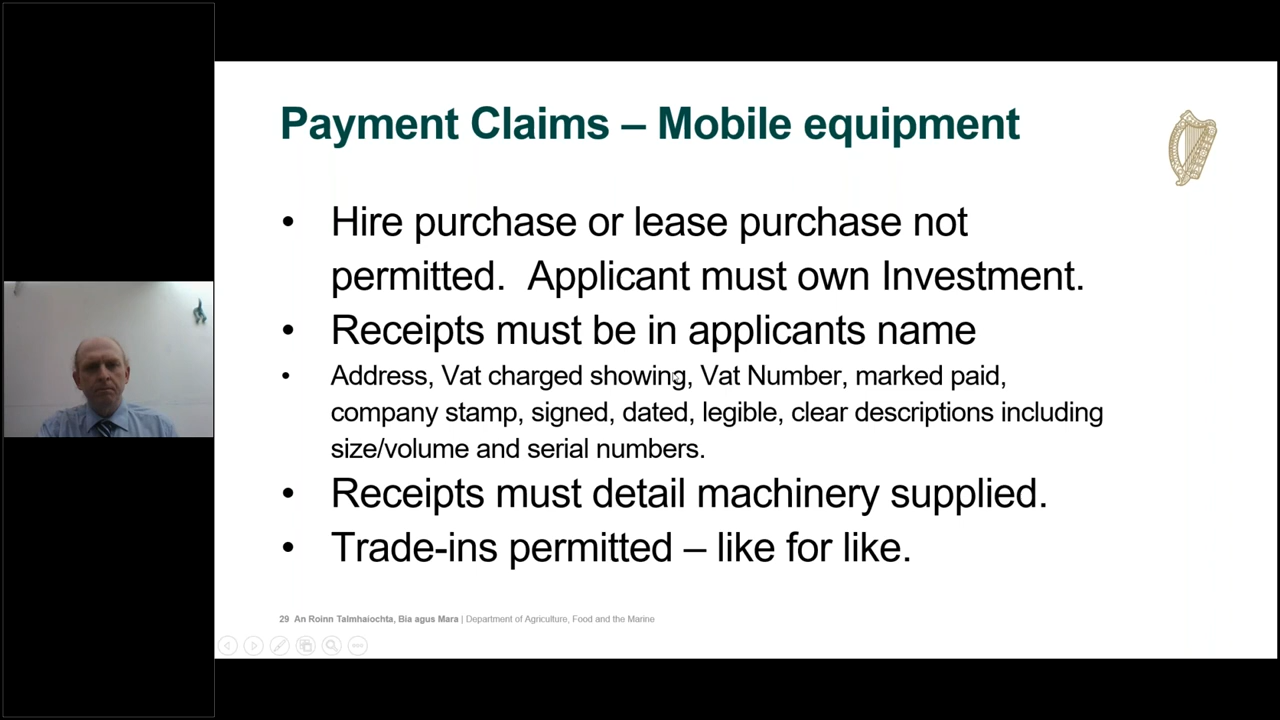 Payment Claims – Mobile equipment
• Hire purchase or lease purchase not
permitted. Applicant must own Investment.
• Receipts must be in applicants name
• Address, Vat charged showing, Vat Number, marked paid,
company stamp, signed, dated, legible, clear descriptions including
size/volume and serial numbers.
• Receipts must detail machinery supplied.
• Trade-ins permitted – like for like.
29 An Roinn Talmhaíochta, Bia agus Mara | Department of Agriculture, Food and the Marine